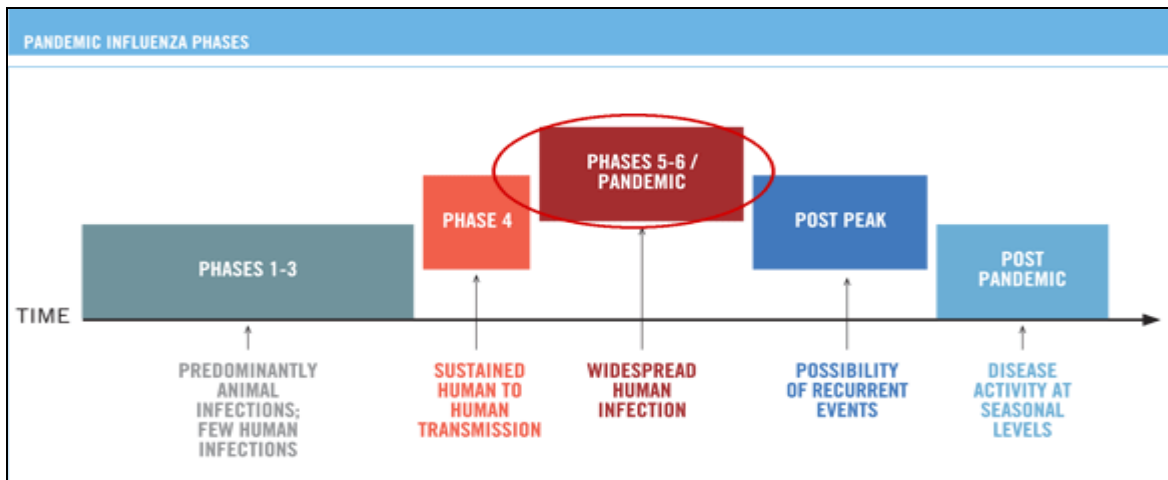 PANDEMIC INFLUENZA PHASES
PHASES 5-6 /
PANDEMIC
PHASE 4
POST PEAK
PHASES 1-3
POST
PANDEMIC
TIME
PREDOMINANTLY
ANIMAL
INFECTIONS;
FEW HUMAN
INFECTIONS
SUSTAINED
HUMAN TO
HUMAN
TRANSMISSION
WIDESPREAD
HUMAN
INFECTION
POSSIBILITY
OF RECURRENT
EVENTS
DISEASE
ACTIVITY AT
SEASONAL
LEVELS